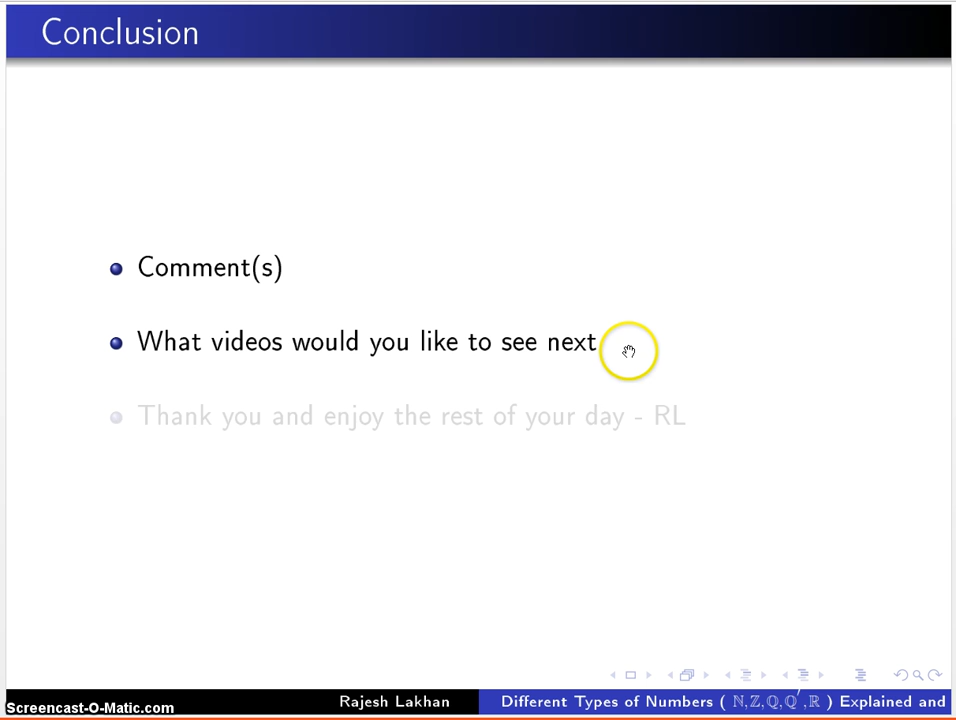 Conclusion
Comment(s)
What videos would you like to see next
Thank you and enjoy the rest of your day - RL
Screencast-O-Matic.com
Rajesh Lakhan
Different Types of Numbers ( ℕ,ℤ,ℚ,ℚ′,ℝ ) Explained and